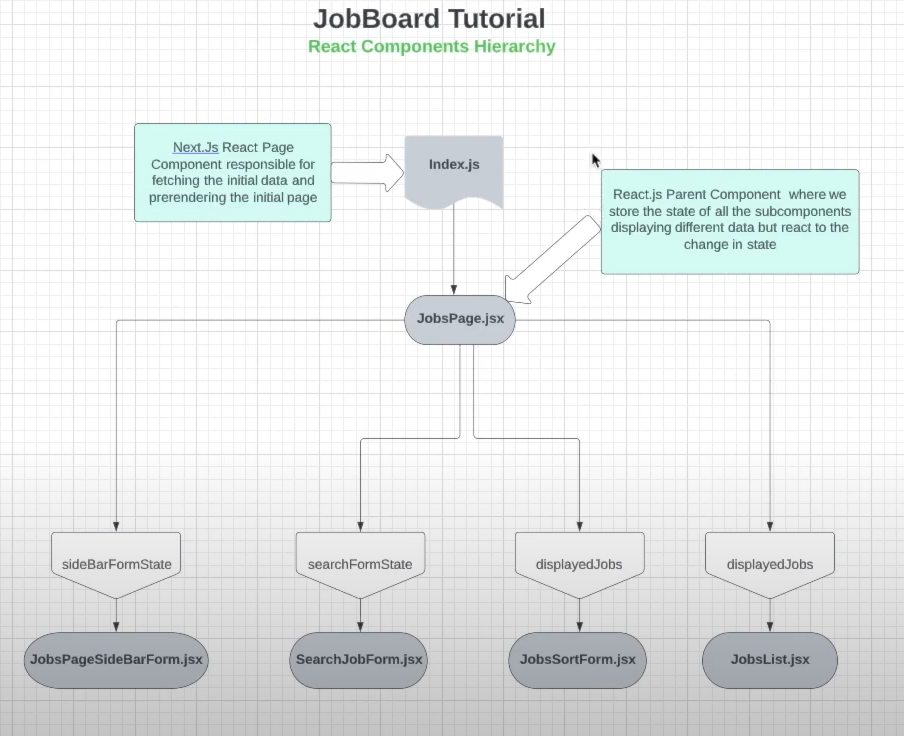 JobBoard Tutorial
React Components Hierarchy
Next.Js React Page
Component responsible for
fetching the initial data and
prerendering the initial page
Index.js
React.js Parent Component where we
store the state of all the subcomponents
displaying different data but react to the
change in state
JobsPage.jsx
sideBarFormState
searchFormState
displayedJobs
displayedJobs
JobsPageSideBarForm.jsx
SearchJobForm.jsx
JobsSortForm.jsx
JobsList.jsx